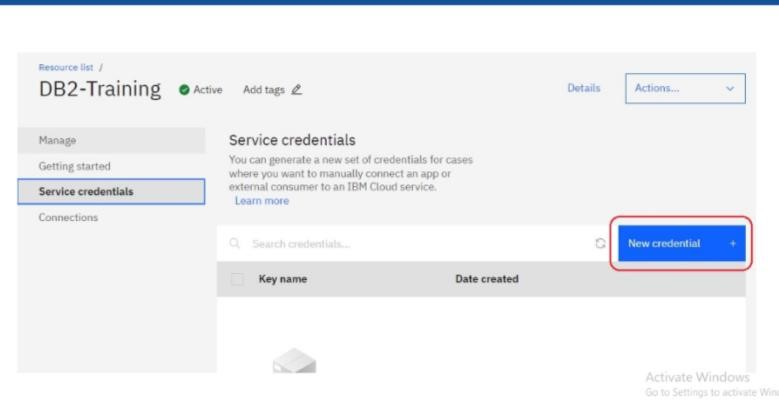 Resource list /
DB2-Training Active Add tags Details Actions...
Manage
Getting started
Service credentials
Connections
Service credentials
You can generate a new set of credentials for cases
where you want to manually connect an app or
external consumer to an IBM Cloud service.
Learn more
Search credentials... New credential +
Key name Date created
Activate Windows
Go to Settings to activate Win